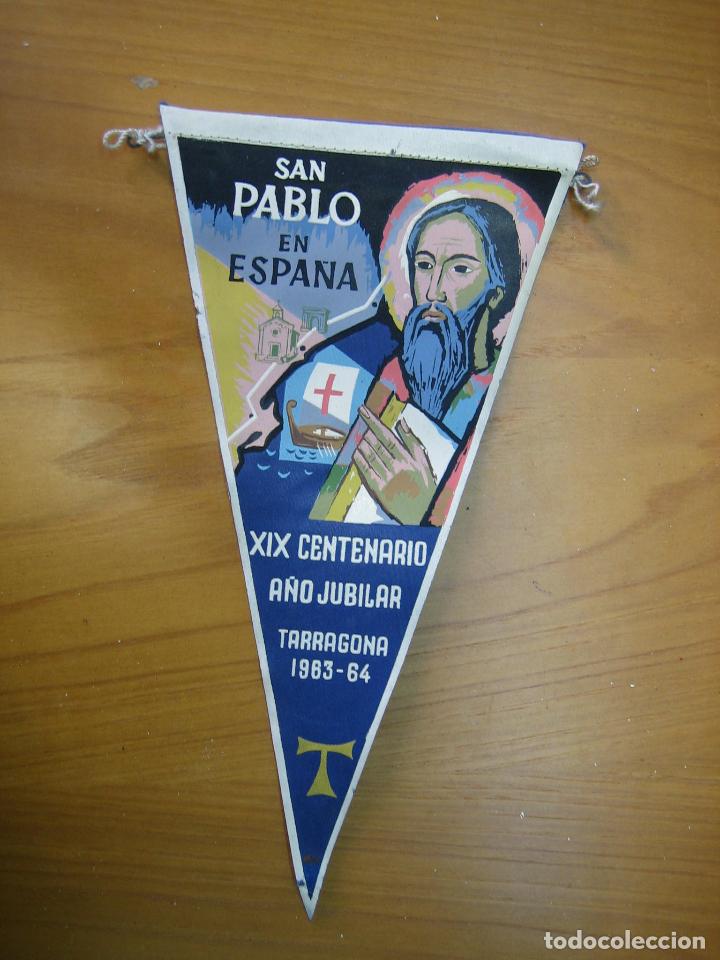 SAN
PABLO
EN
ESPAÑA
XIX CENTENARIO
AÑO JUBILAR
TARRAGONA
1963-64
T
todocoleccion